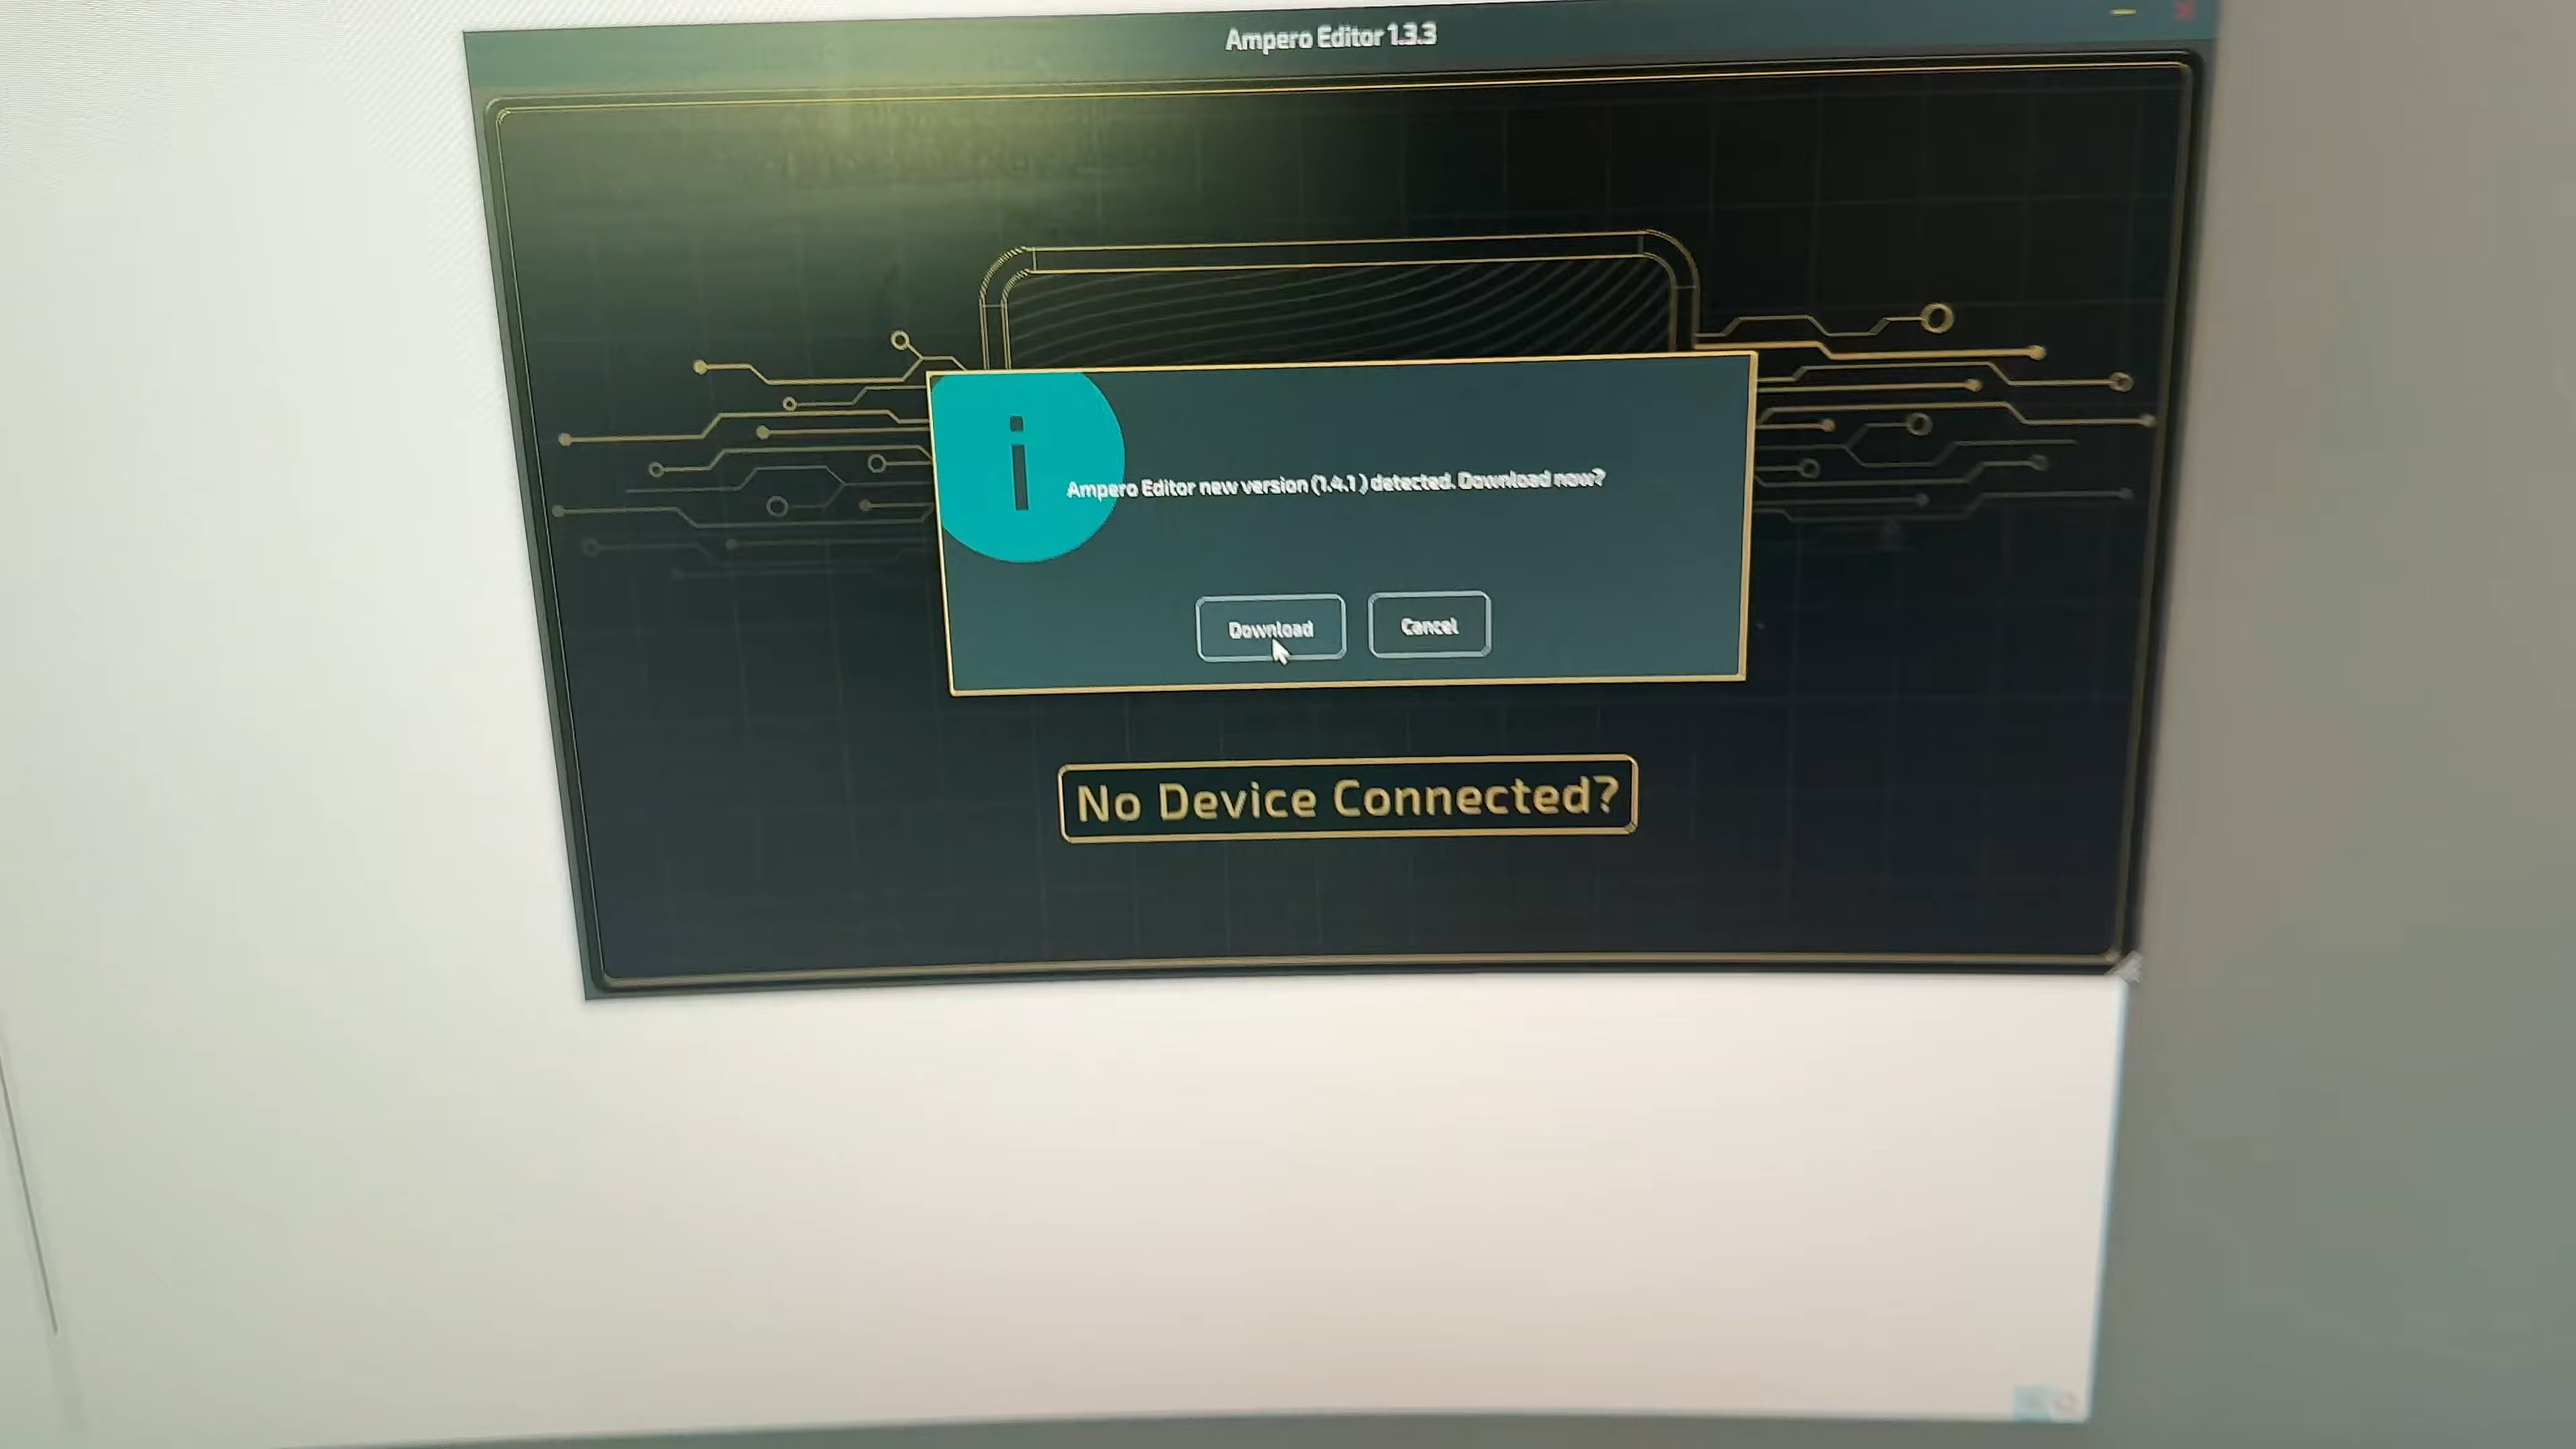 Ampero Editor 1.3.3
Ampero Editor new version (1.4.1 ) detected. Download now?
Download
Cancel
No Device Connected?